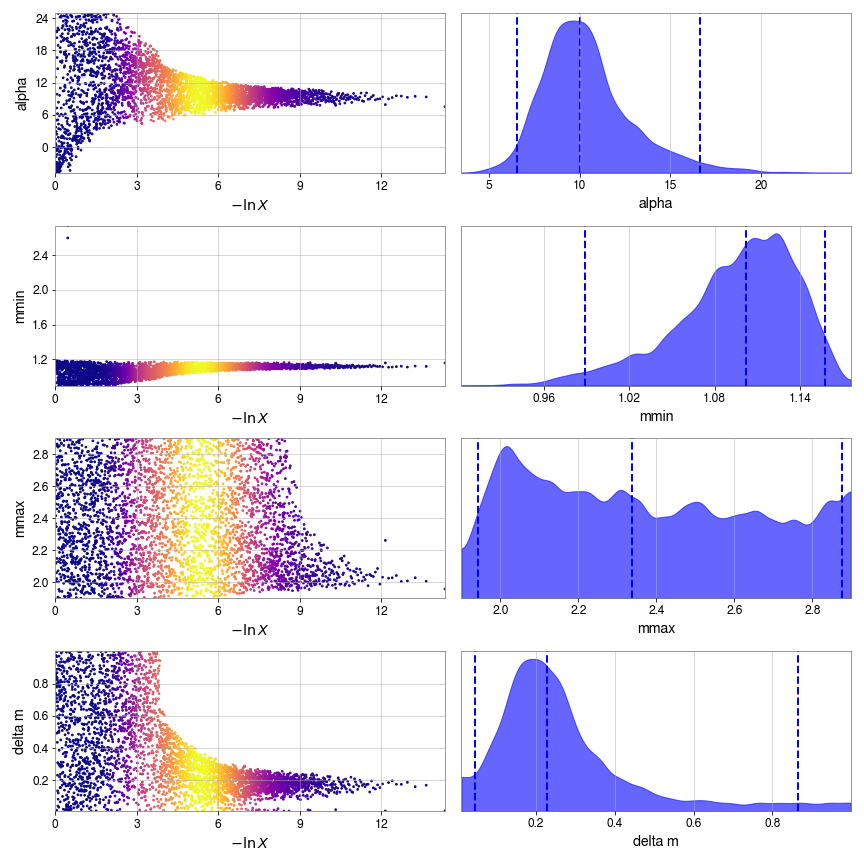 24
18
12
6
0
alpha
0 3 6 9 12
−ln X
5 10 15 20
alpha
2.4
2.0
1.6
1.2
mmin
0 3 6 9 12
−ln X
0.96 1.02 1.08 1.14
mmin
2.8
2.6
2.4
2.2
2.0
mmax
0 3 6 9 12
−ln X
2.0 2.2 2.4 2.6 2.8
mmax
0.8
0.6
0.4
0.2
delta m
0 3 6 9 12
−ln X
0.2 0.4 0.6 0.8
delta m